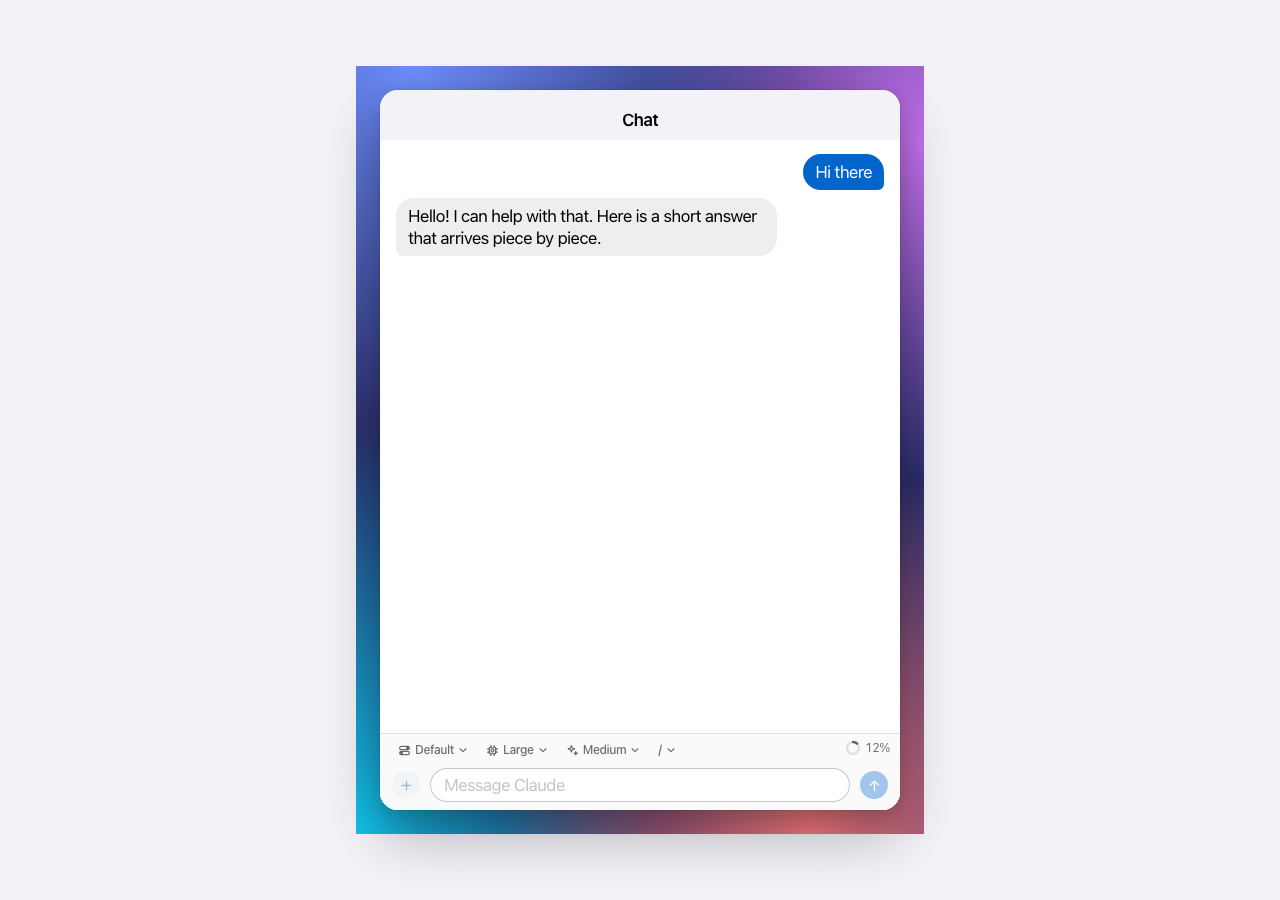 Chat
Hi there
Hello! I can help with that. Here is a short answer
that arrives piece by piece.
Default
Large
Medium
/
12%
Message Claude